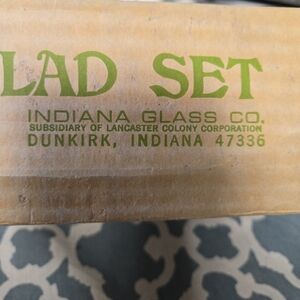 LAD SET
INDIANA GLASS CO.
SUBSIDIARY OF LANCASTER COLONY CORPORATION
DUNKIRK, INDIANA 47336